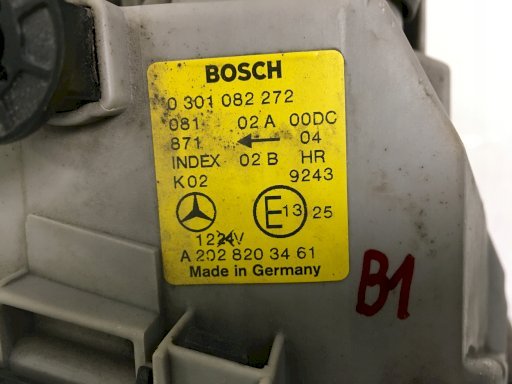 BOSCH
0 301 082 272
081 02 A 00DC
871 ← 04
INDEX 02 B HR
K02 9243
E 13 25
1224V
A 202 820 34 61
Made in Germany
B1